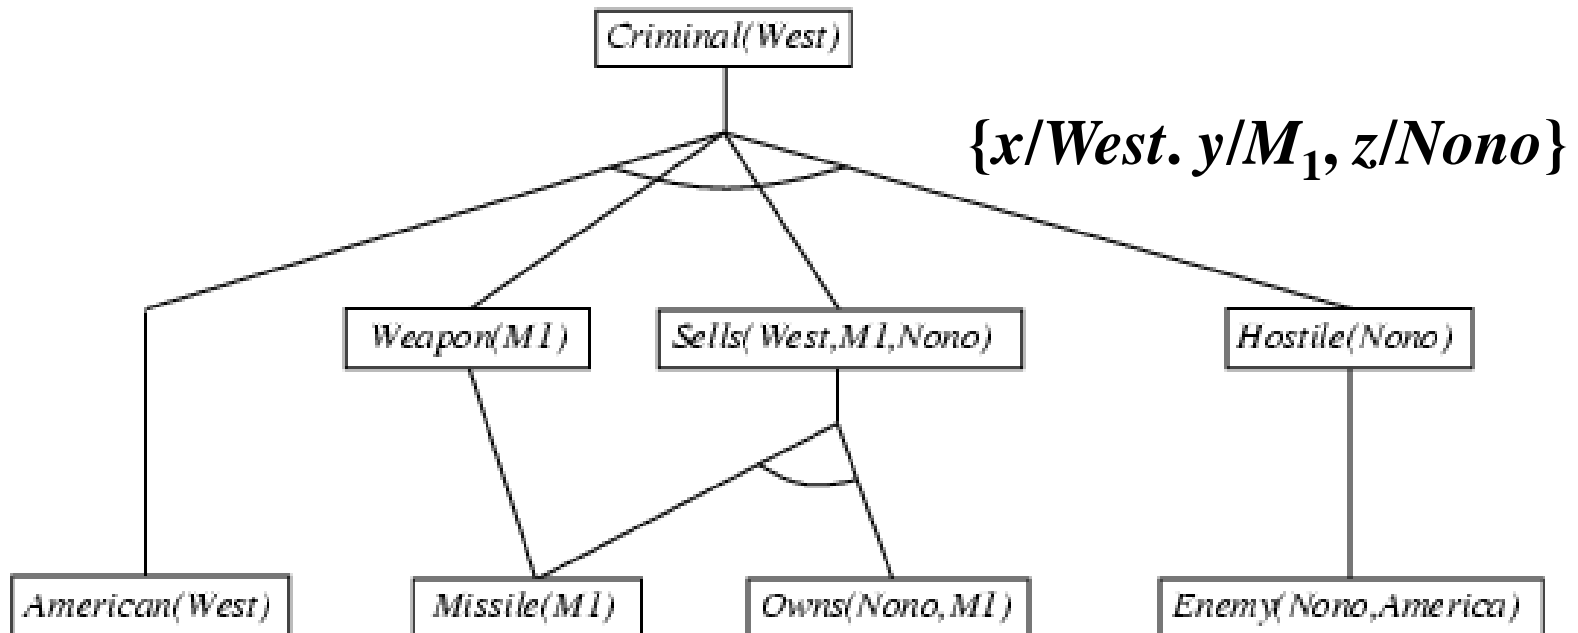 Criminal(West)
{x/West. y/M₁, z/Nono}
Weapon(M1)
Sells(West,M1,Nono)
Hostile(Nono)
American(West)
Missile(M1)
Owns(Nono,M1)
Enemy(Nono,America)